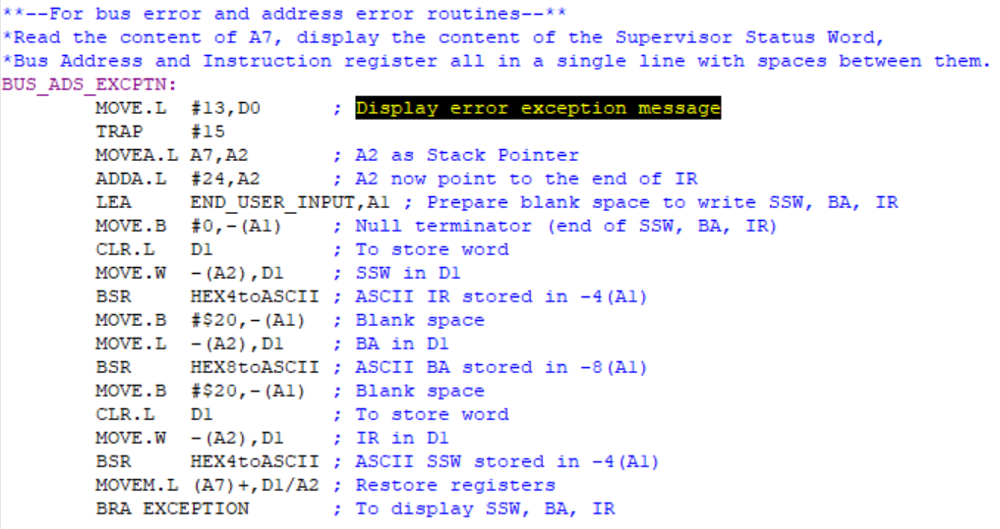 **--For bus error and address error routines--**
*Read the content of A7, display the content of the Supervisor Status Word,
*Bus Address and Instruction register all in a single line with spaces between them.
BUS_ADS_EXCPTN:
MOVE.L #13,D0 ; Display error exception message
TRAP #15
MOVEA.L A7,A2 ; A2 as Stack Pointer
ADDA.L #24,A2 ; A2 now point to the end of IR
LEA END_USER_INPUT,A1 ; Prepare blank space to write SSW, BA, IR
MOVE.B #0,-(A1) ; Null terminator (end of SSW, BA, IR)
CLR.L D1 ; To store word
MOVE.W -(A2),D1 ; SSW in D1
BSR HEX4toASCII ; ASCII IR stored in -4(A1)
MOVE.B #$20,-(A1) ; Blank space
MOVE.L -(A2),D1 ; BA in D1
BSR HEX8toASCII ; ASCII BA stored in -8(A1)
MOVE.B #$20,-(A1) ; Blank space
CLR.L D1 ; To store word
MOVE.W -(A2),D1 ; IR in D1
BSR HEX4toASCII ; ASCII SSW stored in -4(A1)
MOVEM.L (A7)+,D1/A2 ; Restore registers
BRA EXCEPTION ; To display SSW, BA, IR